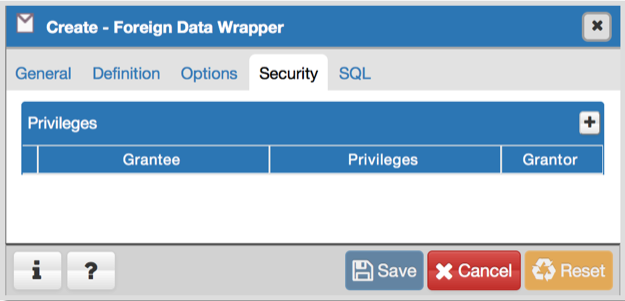 Create - Foreign Data Wrapper
General Definition Options Security SQL
Privileges
Grantee Privileges Grantor
i ? Save Cancel Reset